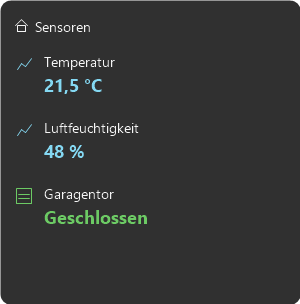 Sensoren
Temperatur
21,5 °C
Luftfeuchtigkeit
48 %
Garagentor
Geschlossen